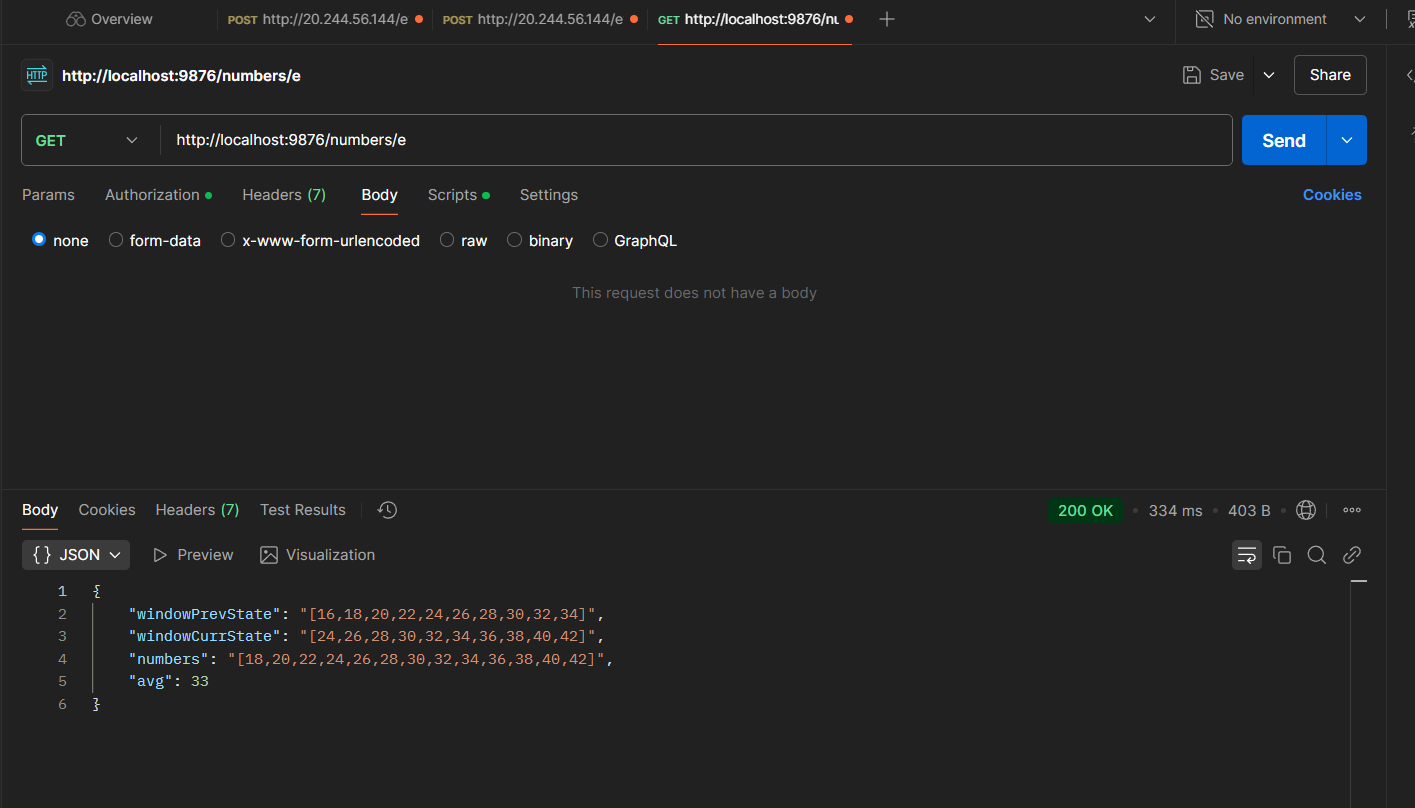 Overview POST http://20.244.56.144/e POST http://20.244.56.144/e GET http://localhost:9876/nu No environment
HTTP http://localhost:9876/numbers/e Save Share
GET http://localhost:9876/numbers/e Send
Params Authorization Headers (7) Body Scripts Settings Cookies
none form-data x-www-form-urlencoded raw binary GraphQL
This request does not have a body
Body Cookies Headers (7) Test Results 200 OK 334 ms 403 B
{} JSON Preview Visualization
1 {
2 "windowPrevState": "[16,18,20,22,24,26,28,30,32,34]",
3 "windowCurrState": "[24,26,28,30,32,34,36,38,40,42]",
4 "numbers": "[18,20,22,24,26,28,30,32,34,36,38,40,42]",
5 "avg": 33
6 }